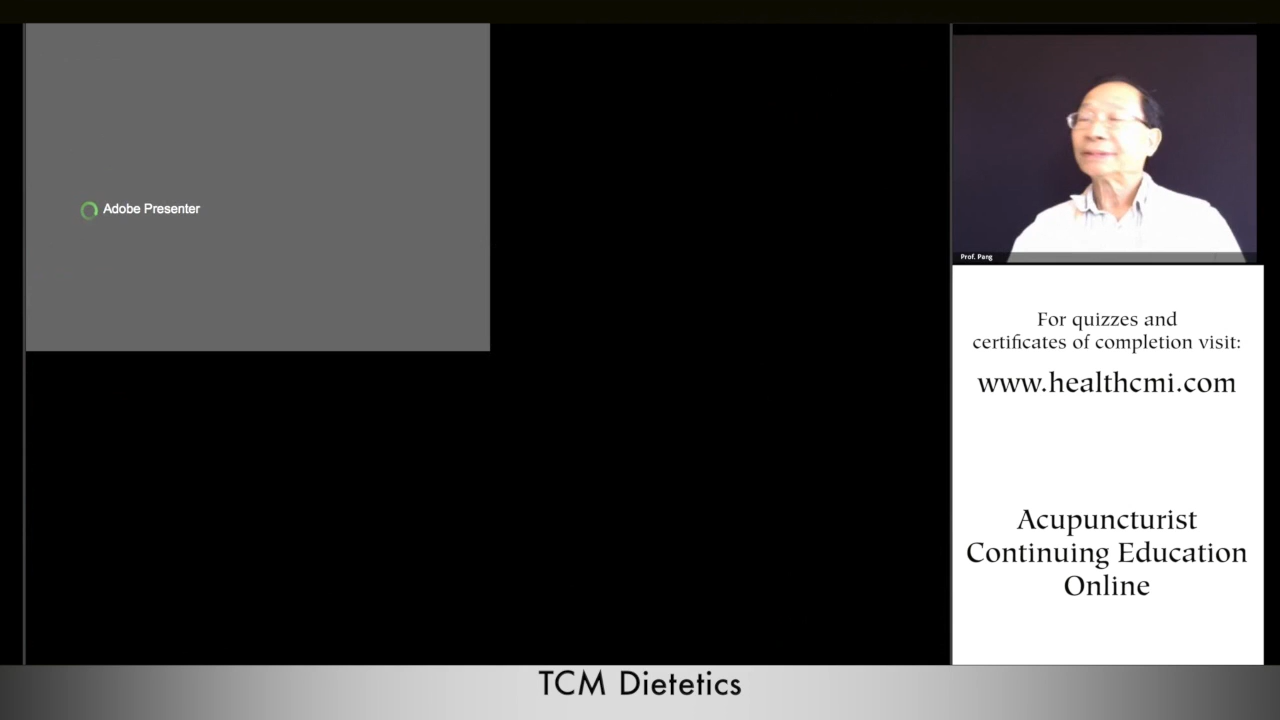 Adobe Presenter
Prof. Pang
For quizzes and
certificates of completion visit:
www.healthcmi.com
Acupuncturist
Continuing Education
Online
TCM Dietetics